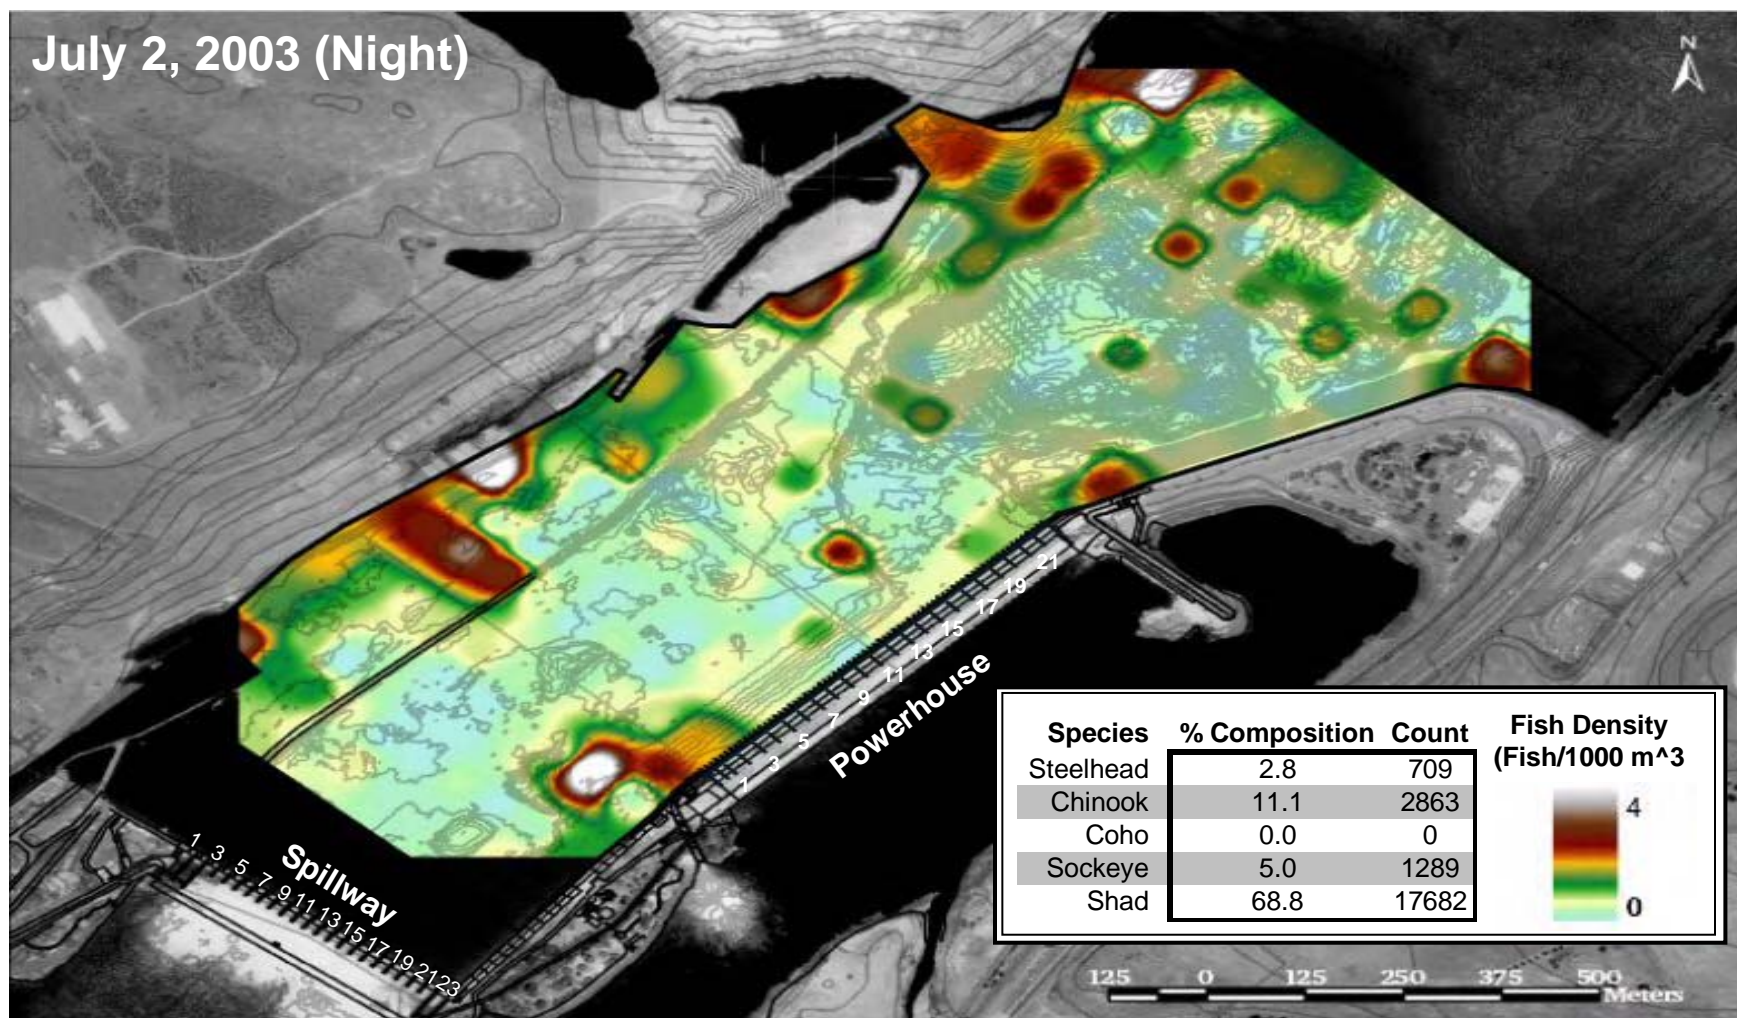 July 2, 2003 (Night)
N
21
19
17
15
13
11
9
7
5
3
1
Powerhouse
Species % Composition Count
Steelhead 2.8 709
Chinook 11.1 2863
Coho 0.0 0
Sockeye 5.0 1289
Shad 68.8 17682
Fish Density
(Fish/1000 m^3
4
0
Spillway
1 3 5 7 9 11 13 15 17 19 21 23
125 0 125 250 375 500
Meters